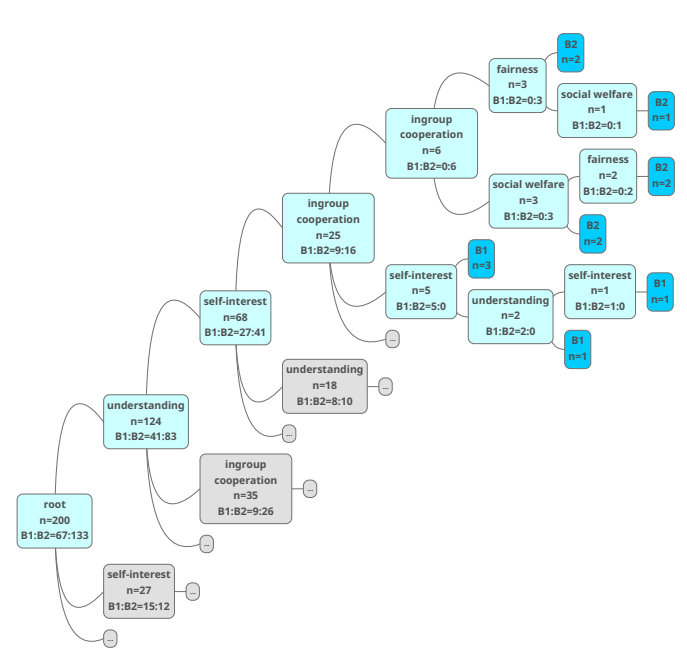 B2
n=2
fairness
n=3
B1:B2=0:3
social welfare
n=1
B1:B2=0:1
B2
n=1
ingroup
cooperation
n=6
B1:B2=0:6
fairness
n=2
B1:B2=0:2
B2
n=2
social welfare
n=3
B1:B2=0:3
B2
n=2
ingroup
cooperation
n=25
B1:B2=9:16
B1
n=3
self-interest
n=5
B1:B2=5:0
self-interest
n=1
B1:B2=1:0
B1
n=1
understanding
n=2
B1:B2=2:0
B1
n=1
...
self-interest
n=68
B1:B2=27:41
understanding
n=18
B1:B2=8:10
...
...
understanding
n=124
B1:B2=41:83
ingroup
cooperation
n=35
B1:B2=9:26
...
...
root
n=200
B1:B2=67:133
self-interest
n=27
B1:B2=15:12
...
...